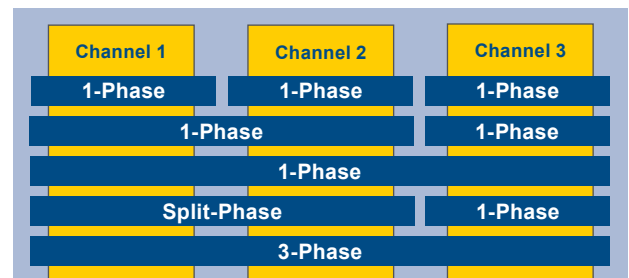 Channel 1 Channel 2 Channel 3
1-Phase 1-Phase 1-Phase
1-Phase 1-Phase
1-Phase
Split-Phase 1-Phase
3-Phase